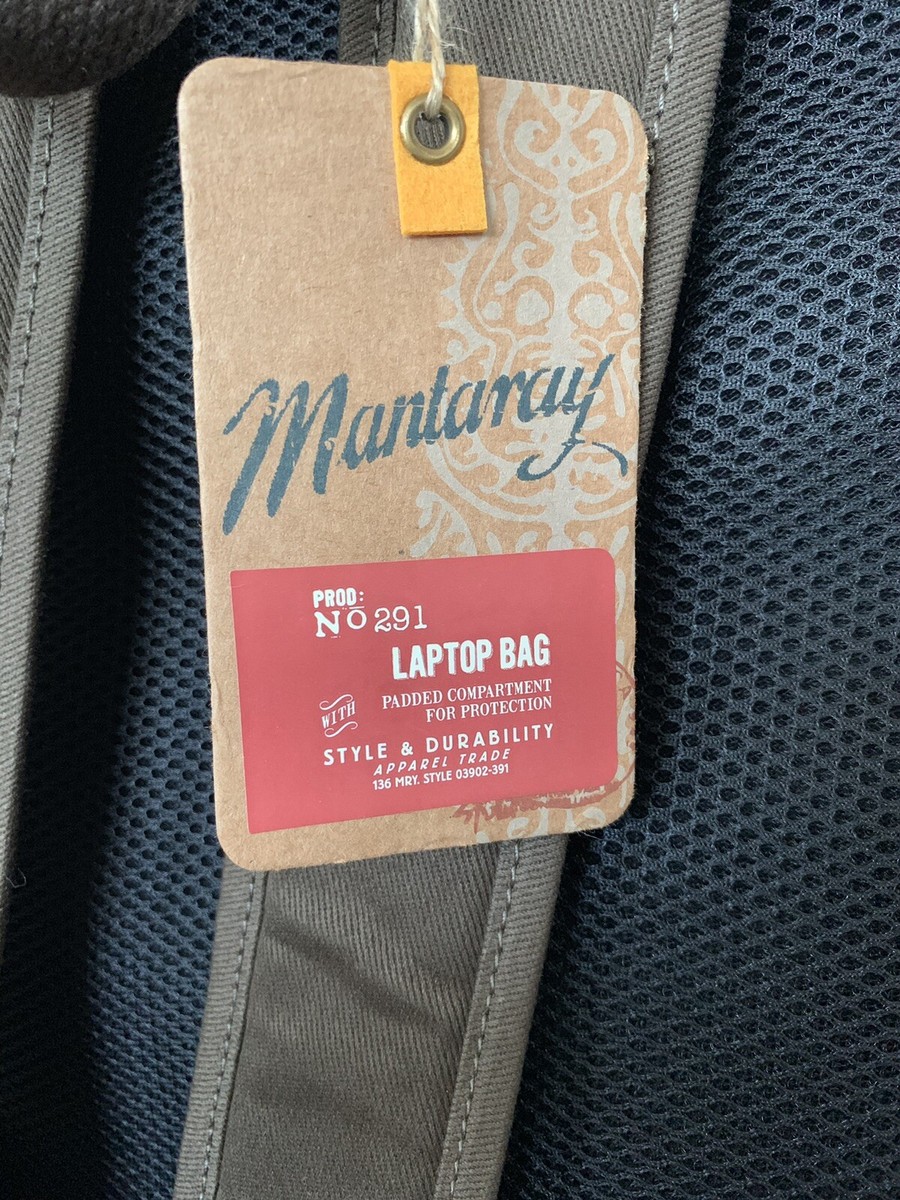 Mantaray
PROD:
NO 291
LAPTOP BAG
WITH
PADDED COMPARTMENT
FOR PROTECTION
STYLE & DURABILITY
APPAREL TRADE
136 MRY. STYLE 03902-391